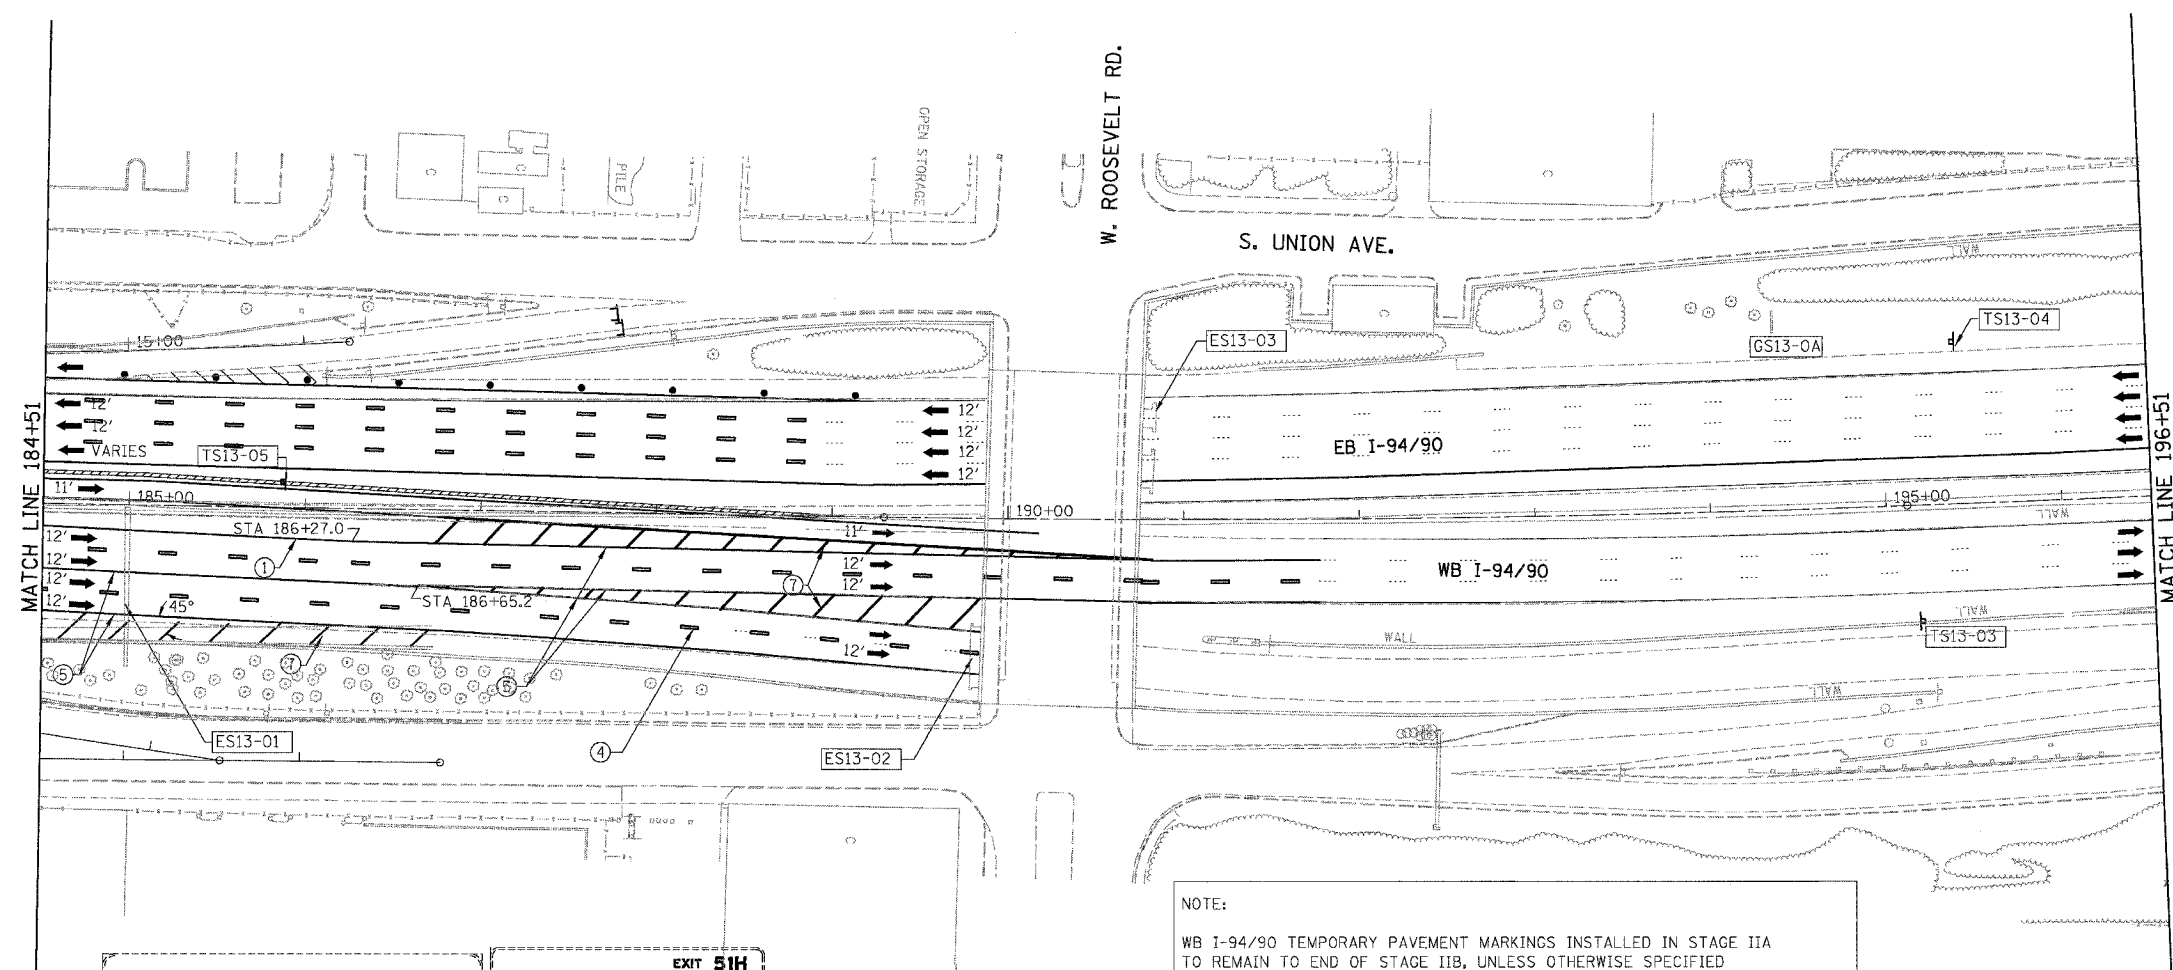 W. ROOSEVELT RD.
OPEN STORAGE
C
C
C
PILE
S. UNION AVE.
WALL
15+00
ES13-03
TS13-04
GS13-0A
MATCH LINE 184+51
MATCH LINE 196+51
12'
12'
VARIES
TS13-05
12'
12'
12'
12'
EB I-94/90
11'
185+00
190+00
195+00
WALL
STA 186+27.0
11'
12'
12'
12'
12'
1
12'
12'
7
WB I-94/90
STA 186+65.2
45°
12'
WALL
WALL
TS13-03
5
7
5
WALL
ES13-01
4
ES13-02
EXIT 51H
NOTE:
WB I-94/90 TEMPORARY PAVEMENT MARKINGS INSTALLED IN STAGE IIA
TO REMAIN TO END OF STAGE IIB, UNLESS OTHERWISE SPECIFIED